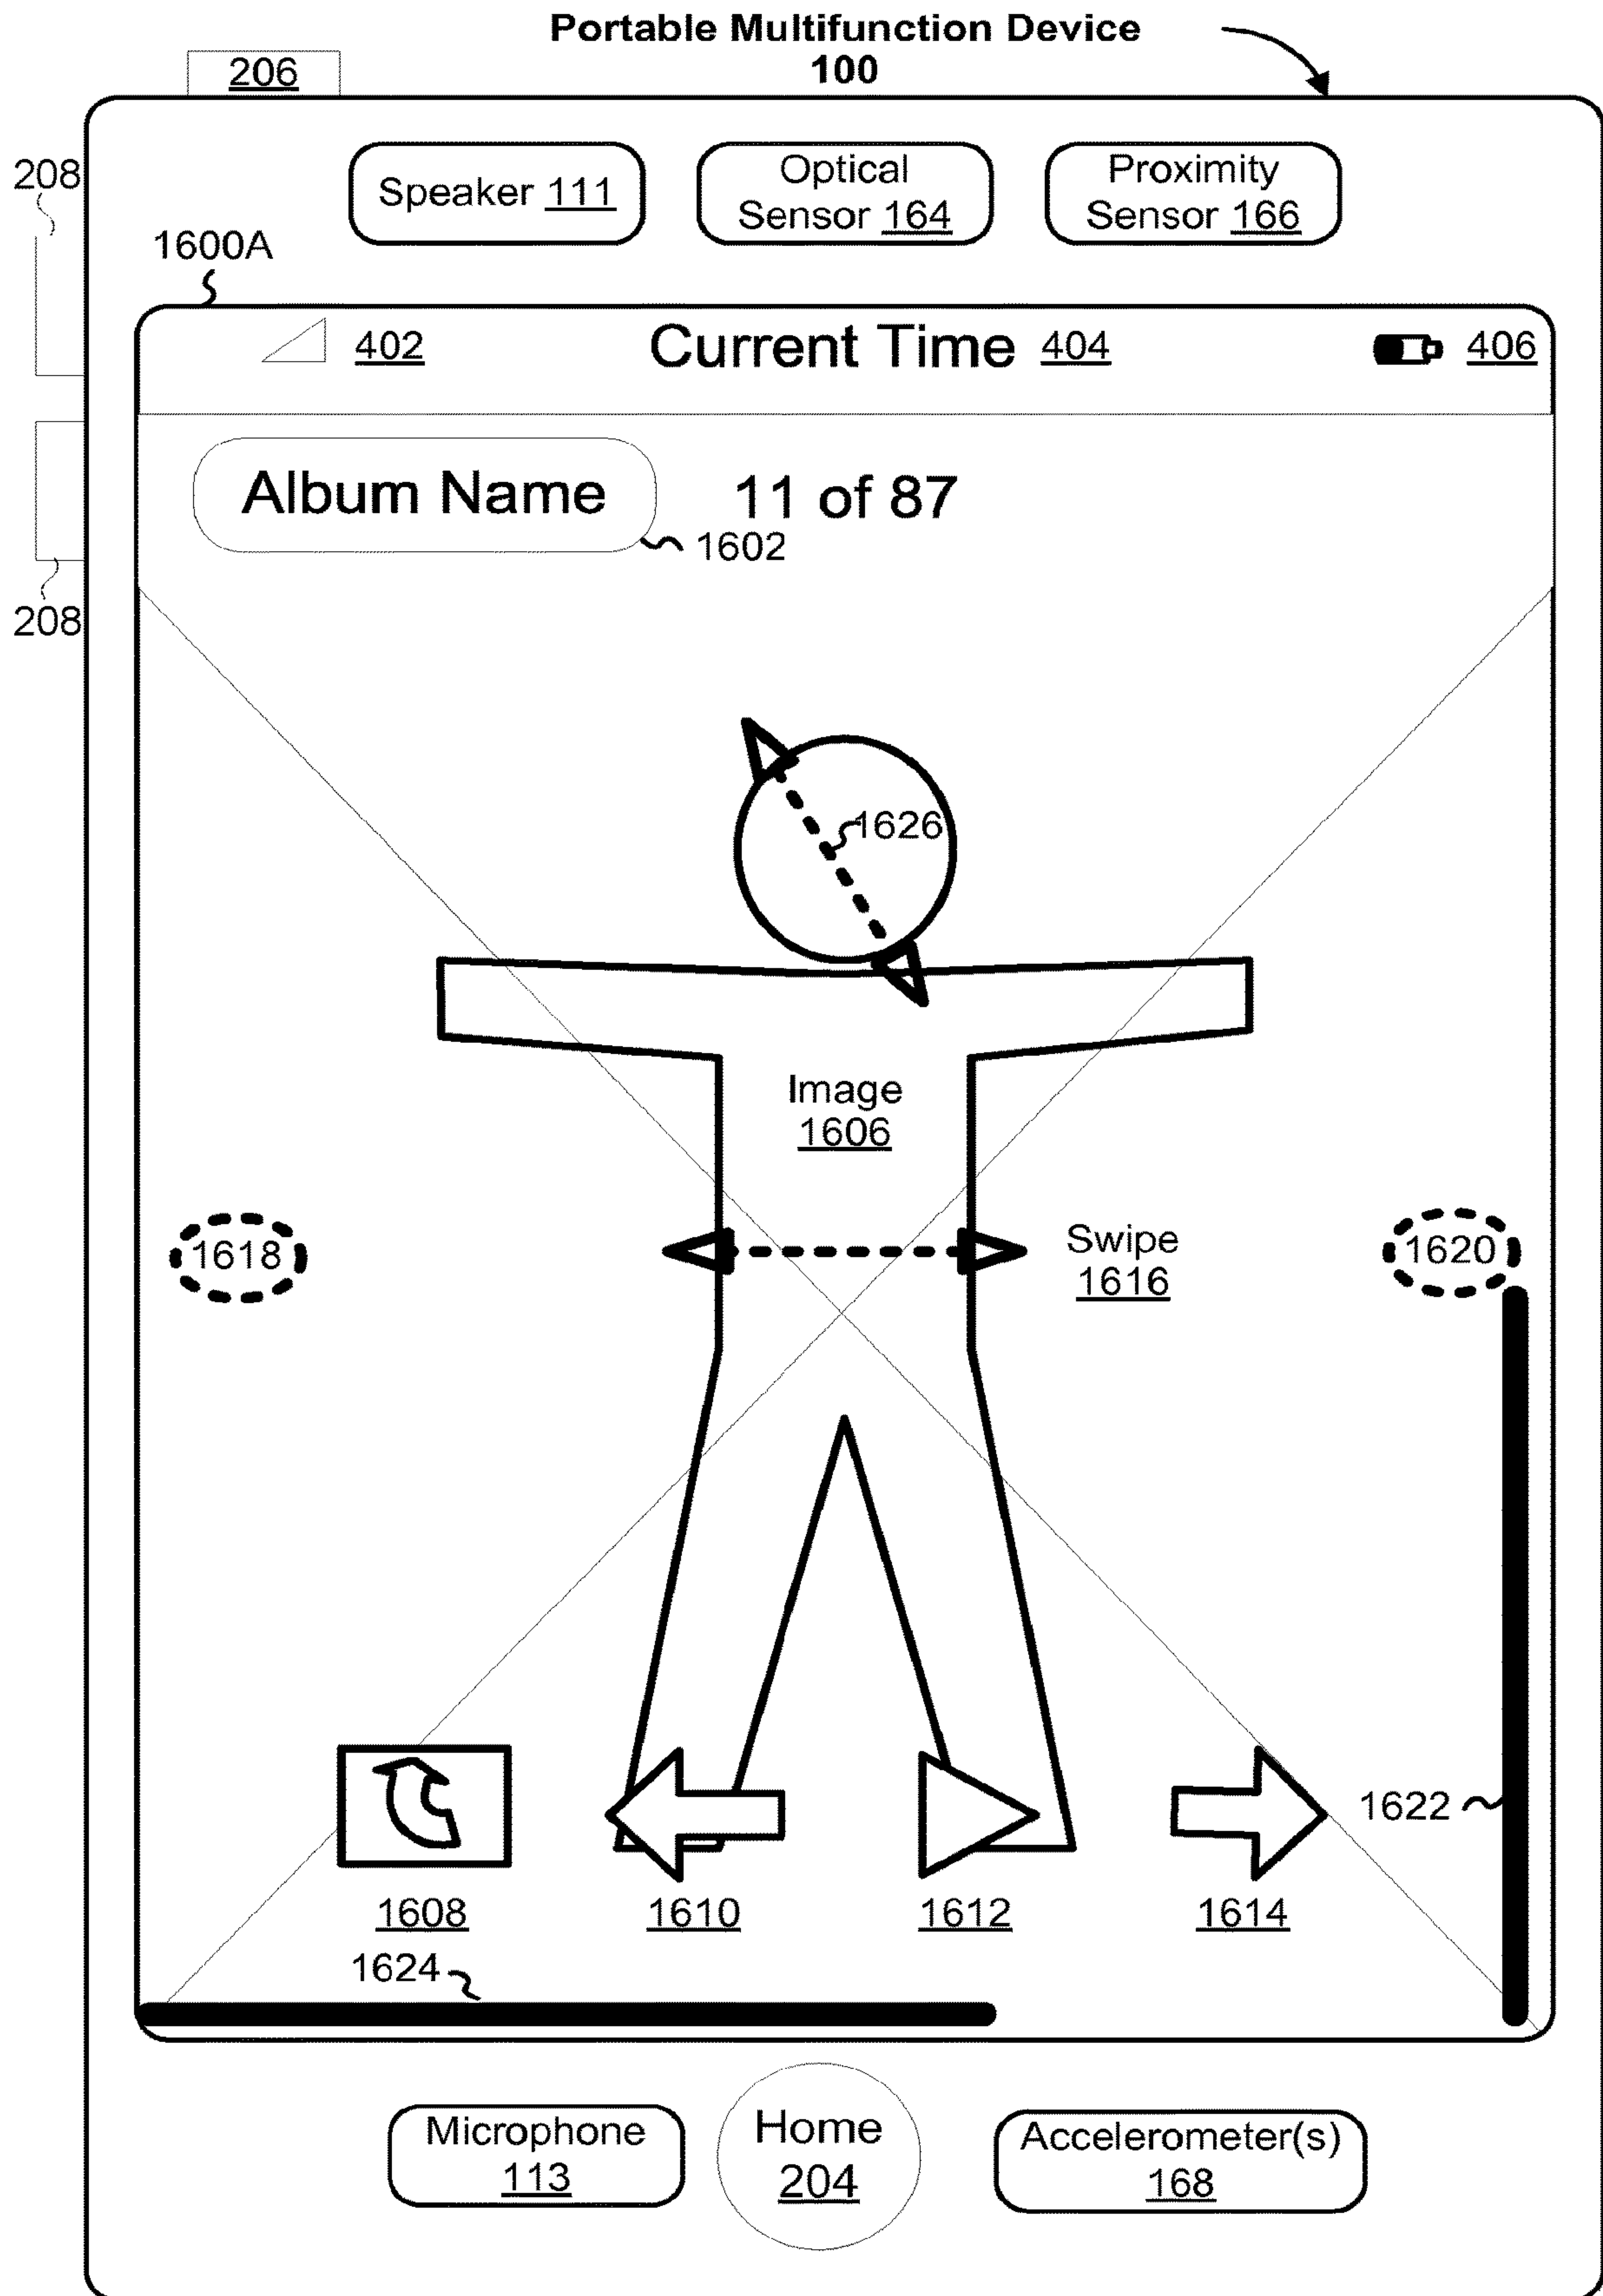 Portable Multifunction Device
100
206
208
Speaker 111
Optical
Sensor 164
Proximity
Sensor 166
1600A
402
Current Time 404
406
Album Name
11 of 87
1602
208
1626
Image
1606
1618
Swipe
1616
1620
1622
1608
1610
1612
1614
1624
Microphone
113
Home
204
Accelerometer(s)
168